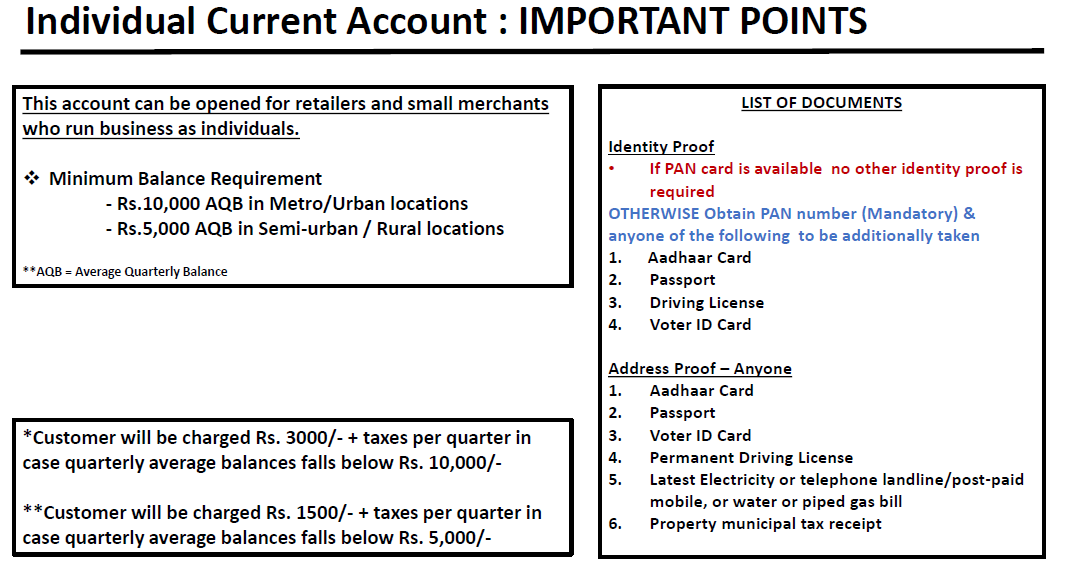 Individual Current Account : IMPORTANT POINTS
This account can be opened for retailers and small merchants
who run business as individuals.
❖ Minimum Balance Requirement
- Rs.10,000 AQB in Metro/Urban locations
- Rs.5,000 AQB in Semi-urban / Rural locations
**AQB = Average Quarterly Balance
*Customer will be charged Rs. 3000/- + taxes per quarter in
case quarterly average balances falls below Rs. 10,000/-
**Customer will be charged Rs. 1500/- + taxes per quarter in
case quarterly average balances falls below Rs. 5,000/-
LIST OF DOCUMENTS
Identity Proof
• If PAN card is available no other identity proof is
required
OTHERWISE Obtain PAN number (Mandatory) &
anyone of the following to be additionally taken
1. Aadhaar Card
2. Passport
3. Driving License
4. Voter ID Card
Address Proof – Anyone
1. Aadhaar Card
2. Passport
3. Voter ID Card
4. Permanent Driving License
5. Latest Electricity or telephone landline/post-paid
mobile, or water or piped gas bill
6. Property municipal tax receipt